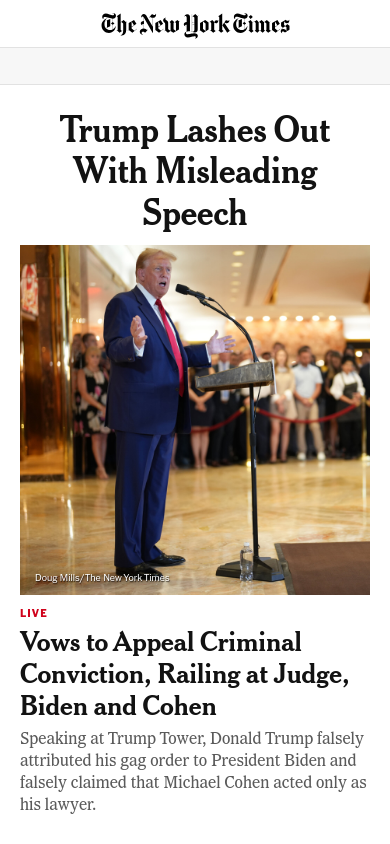 The New York Times
Trump Lashes Out
With Misleading
Speech
Doug Mills/The New York Times
LIVE
Vows to Appeal Criminal
Conviction, Railing at Judge,
Biden and Cohen
Speaking at Trump Tower, Donald Trump falsely
attributed his gag order to President Biden and
falsely claimed that Michael Cohen acted only as
his lawyer.